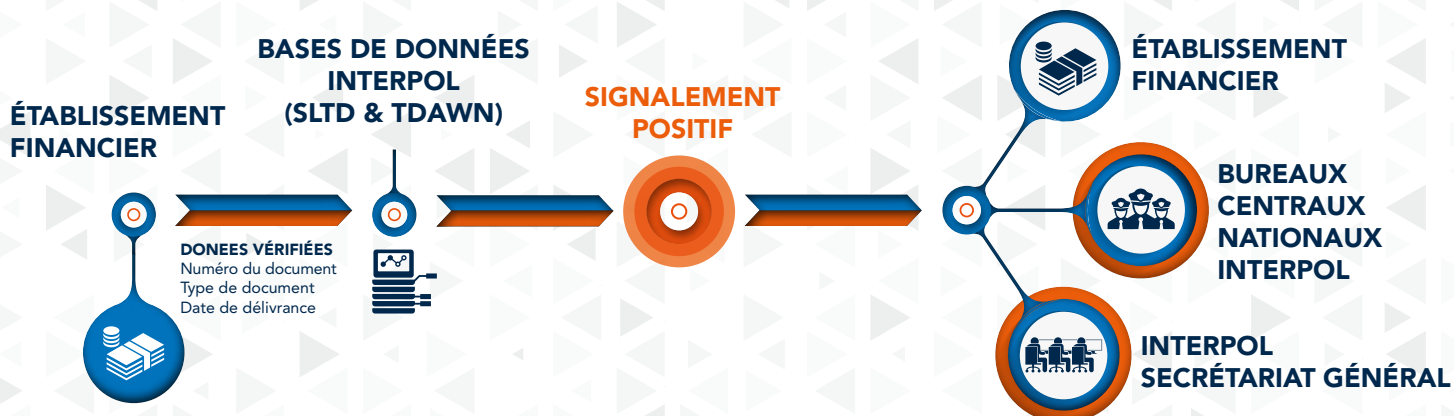 ÉTABLISSEMENT
FINANCIER
BASES DE DONNÉES
INTERPOL
(SLTD & TDAWN)
DONEES VÉRIFIÉES
Numéro du document
Type de document
Date de délivrance
SIGNALEMENT
POSITIF
ÉTABLISSEMENT
FINANCIER
BUREAUX
CENTRAUX
NATIONAUX
INTERPOL
INTERPOL
SECRÉTARIAT GÉNÉRAL